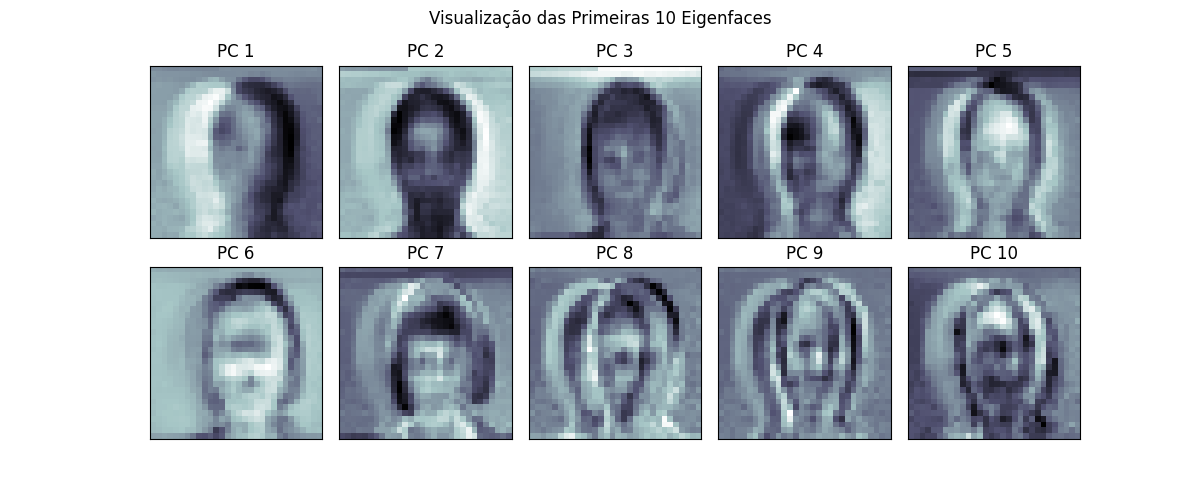 Visualização das Primeiras 10 Eigenfaces
PC 1 PC 2 PC 3 PC 4 PC 5
PC 6 PC 7 PC 8 PC 9 PC 10